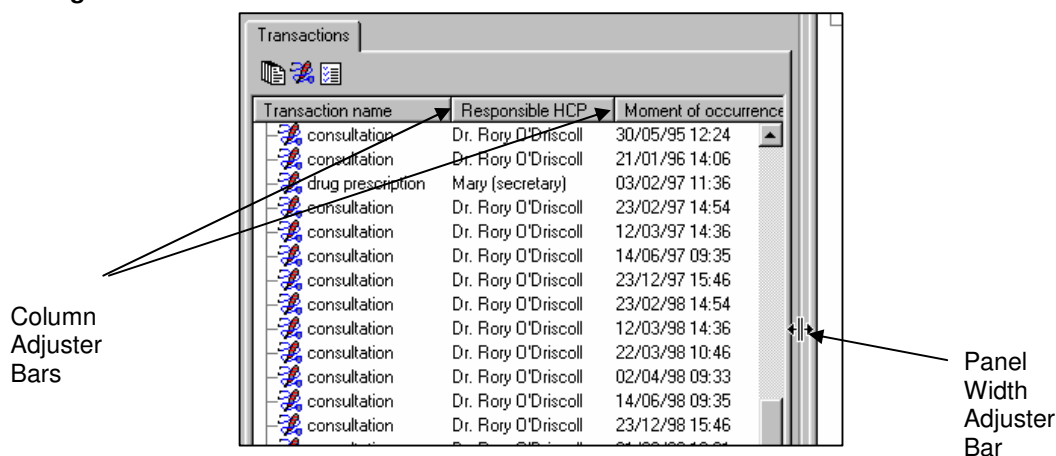 Transactions
Transaction name Responsible HCP Moment of occurrence
consultation Dr. Rory O'Driscoll 30/05/95 12:24
consultation Dr. Rory O'Driscoll 21/01/96 14:06
drug prescription Mary (secretary) 03/02/97 11:36
consultation Dr. Rory O'Driscoll 23/02/97 14:54
consultation Dr. Rory O'Driscoll 12/03/97 14:36
consultation Dr. Rory O'Driscoll 14/06/97 09:35
consultation Dr. Rory O'Driscoll 23/12/97 15:46
consultation Dr. Rory O'Driscoll 23/02/98 14:54
consultation Dr. Rory O'Driscoll 12/03/98 14:36
consultation Dr. Rory O'Driscoll 22/03/98 10:46
consultation Dr. Rory O'Driscoll 02/04/98 09:33
consultation Dr. Rory O'Driscoll 14/06/98 09:35
consultation Dr. Rory O'Driscoll 23/12/98 15:46
Column
Adjuster
Bars
Panel
Width
Adjuster
Bar